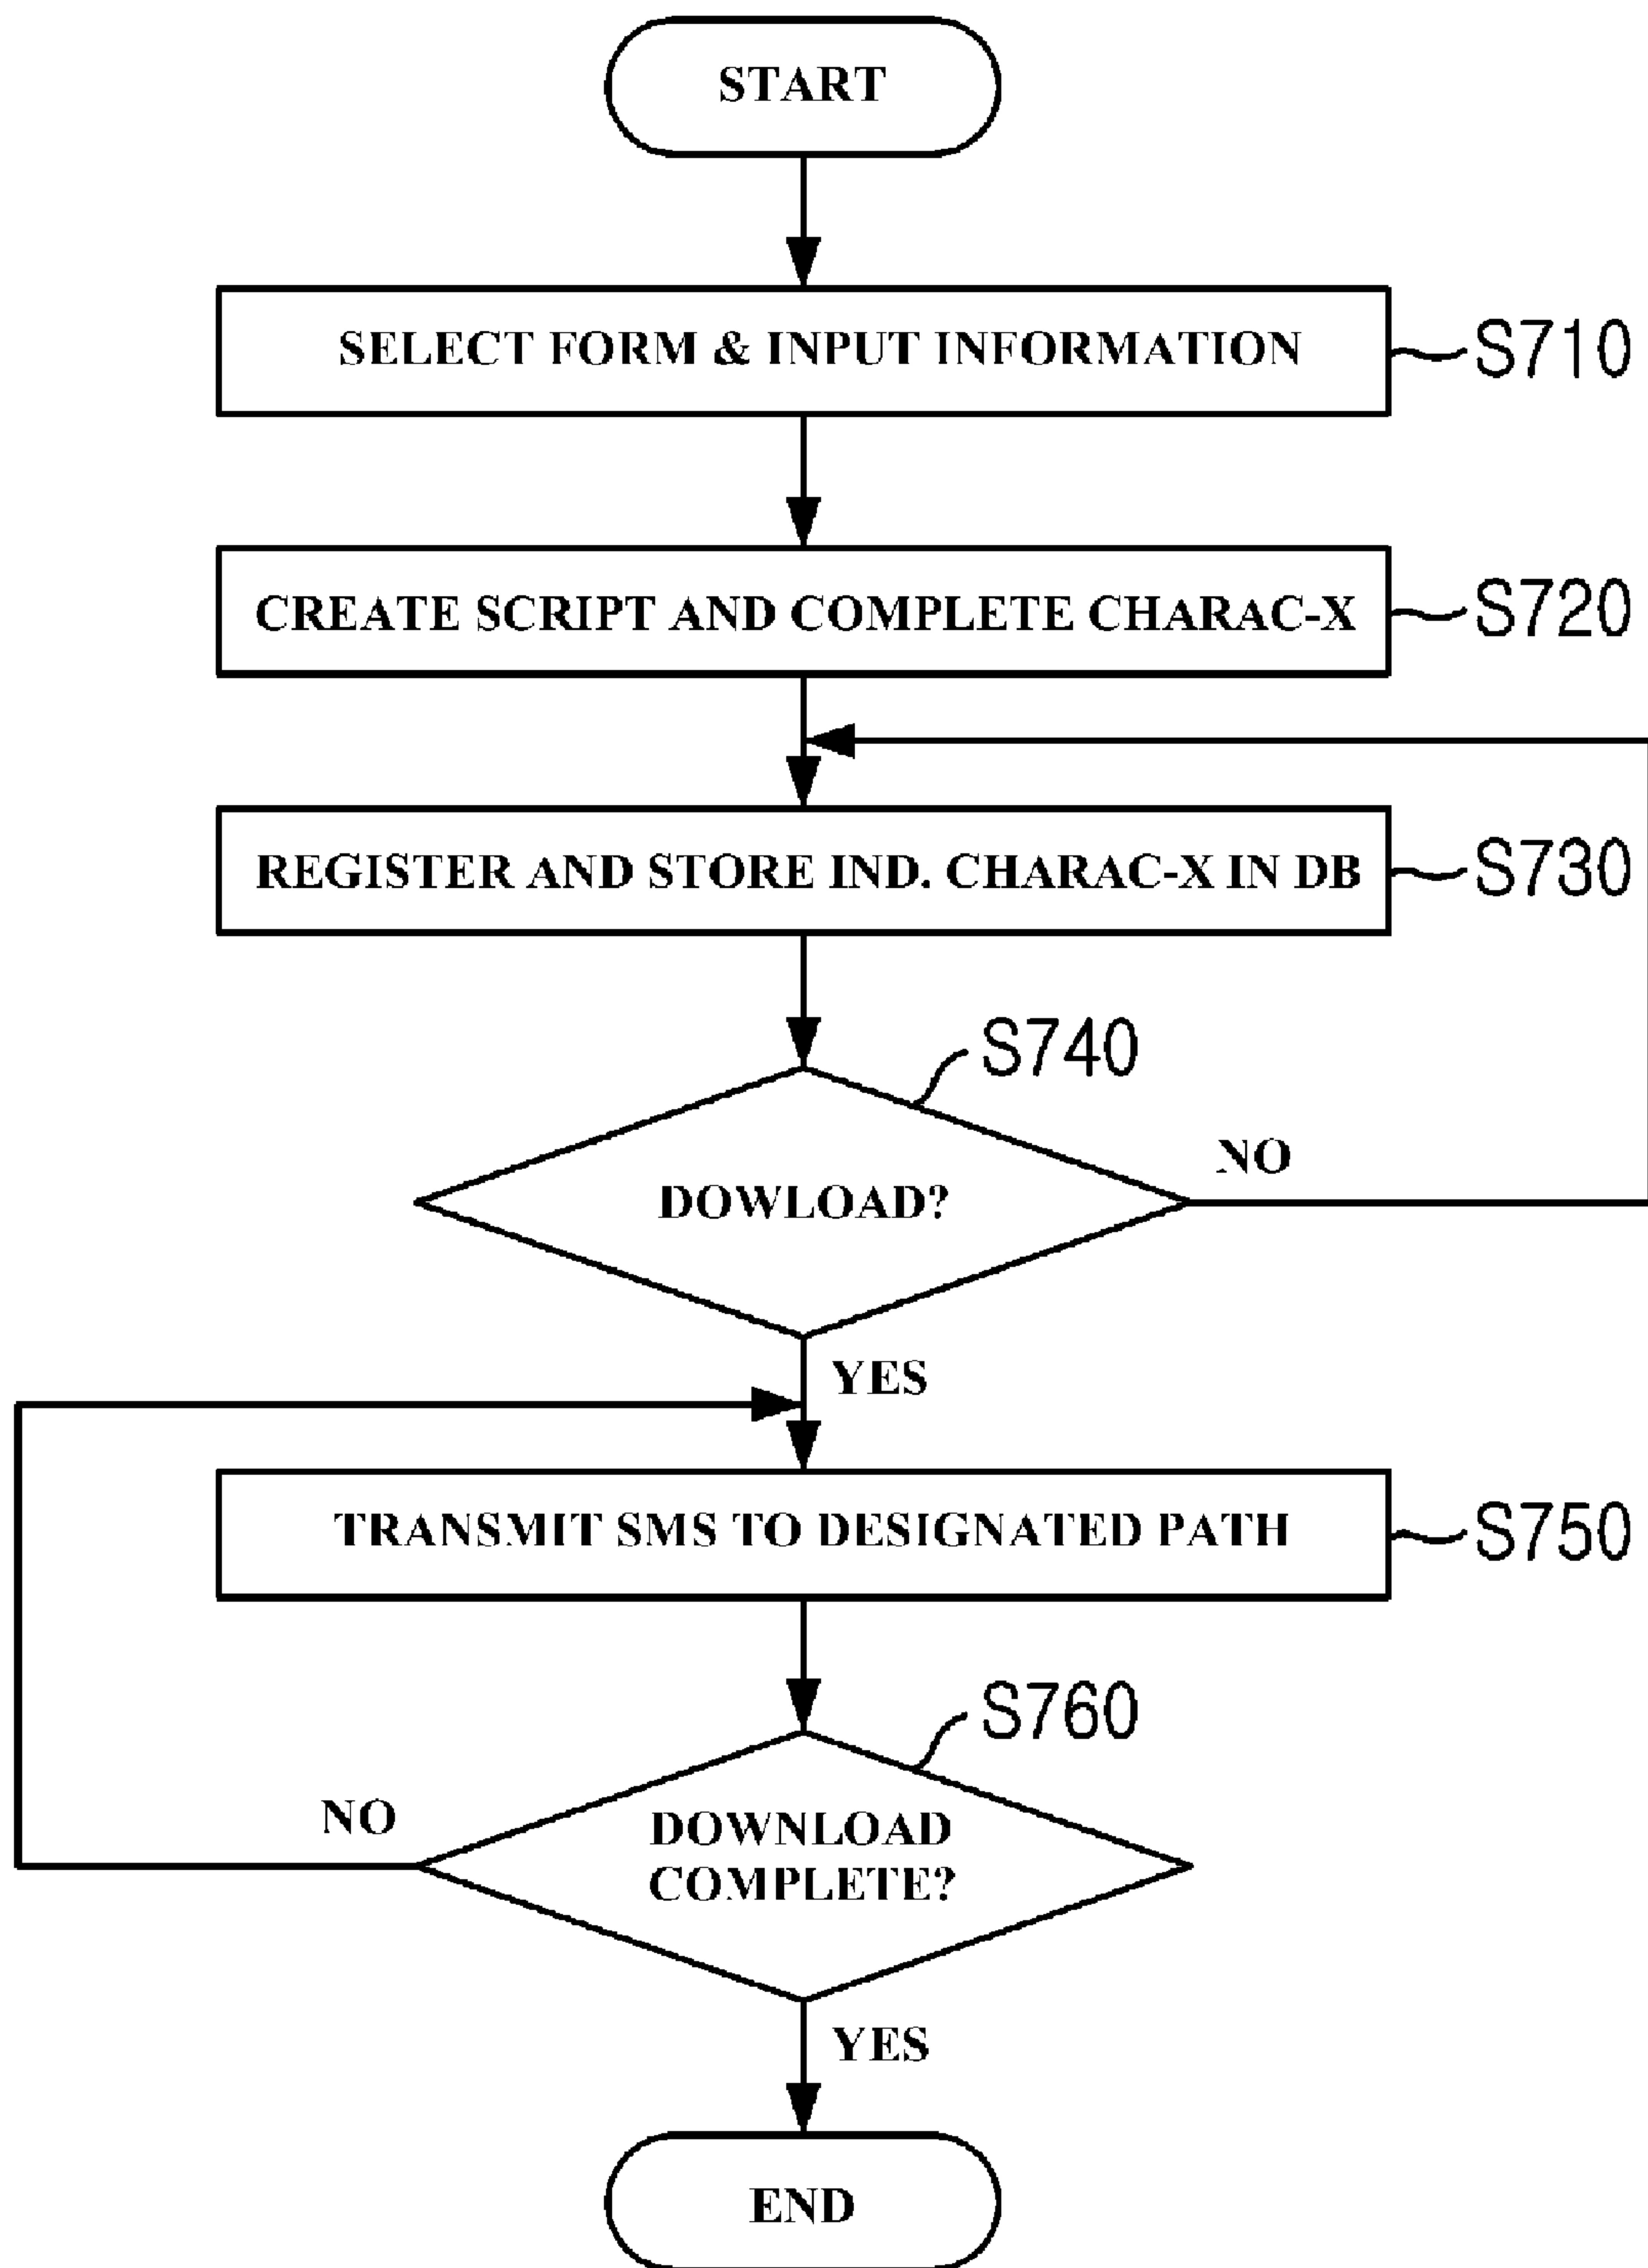 START
SELECT FORM & INPUT INFORMATION
S710
CREATE SCRIPT AND COMPLETE CHARAC-X
S720
REGISTER AND STORE IND. CHARAC-X IN DB
S730
S740
DOWLOAD?
NO
YES
TRANSMIT SMS TO DESIGNATED PATH
S750
S760
NO
DOWNLOAD
COMPLETE?
YES
END